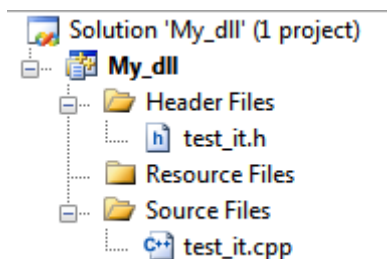 Solution 'My_dll' (1 project)
My_dll
Header Files
h test_it.h
Resource Files
Source Files
C++ test_it.cpp